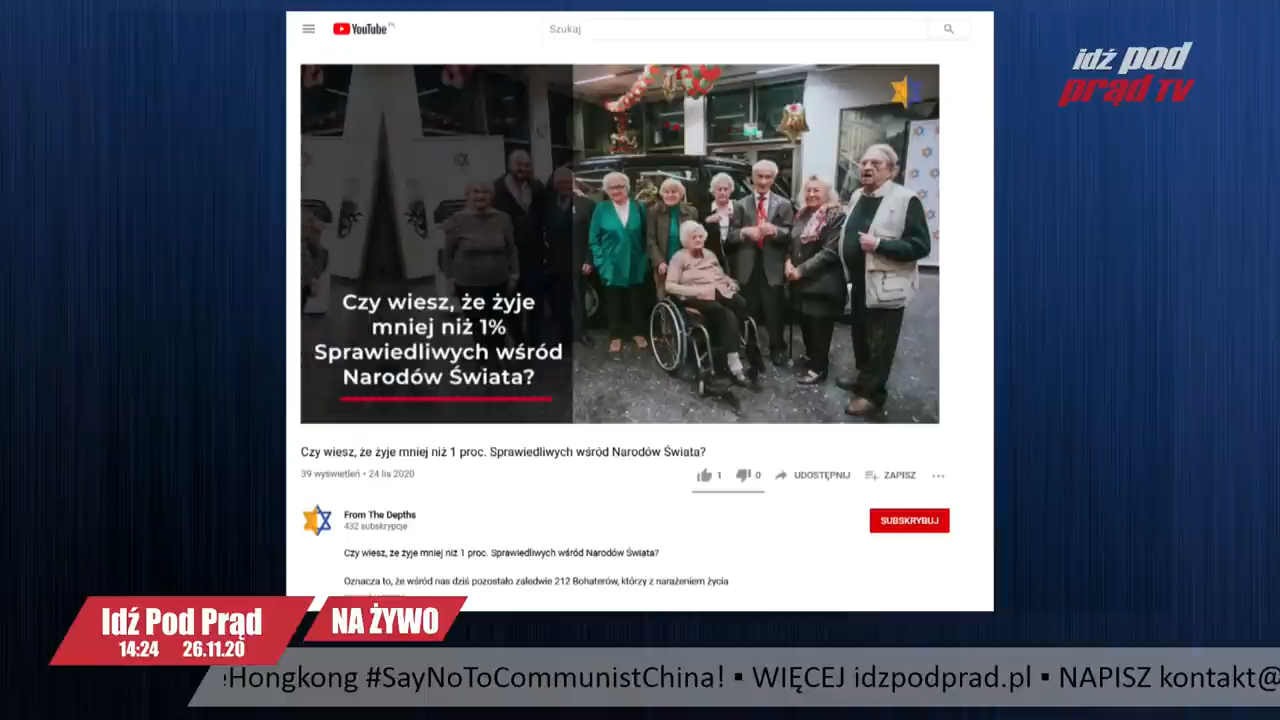 YouTube PL
Szukaj
idź pod
prąd TV
Czy wiesz, że żyje
mniej niż 1%
Sprawiedliwych wśród
Narodów Świata?
Czy wiesz, że żyje mniej niż 1 proc. Sprawiedliwych wśród Narodów Świata?
39 wyświetleń • 24 lis 2020
1 0 UDOSTĘPNIJ ZAPISZ
From The Depths
432 subskrypcje
SUBSKRYBUJ
Czy wiesz, że żyje mniej niż 1 proc. Sprawiedliwych wśród Narodów Świata?
Oznacza to, że wśród nas dziś pozostało zaledwie 212 Bohaterów, którzy z narażeniem życia
Idź Pod Prąd NA ŻYWO
14:24 26.11.20
eHongkong #SayNoToCommunistChina! ▪ WIĘCEJ idzpodprad.pl ▪ NAPISZ kontakt@